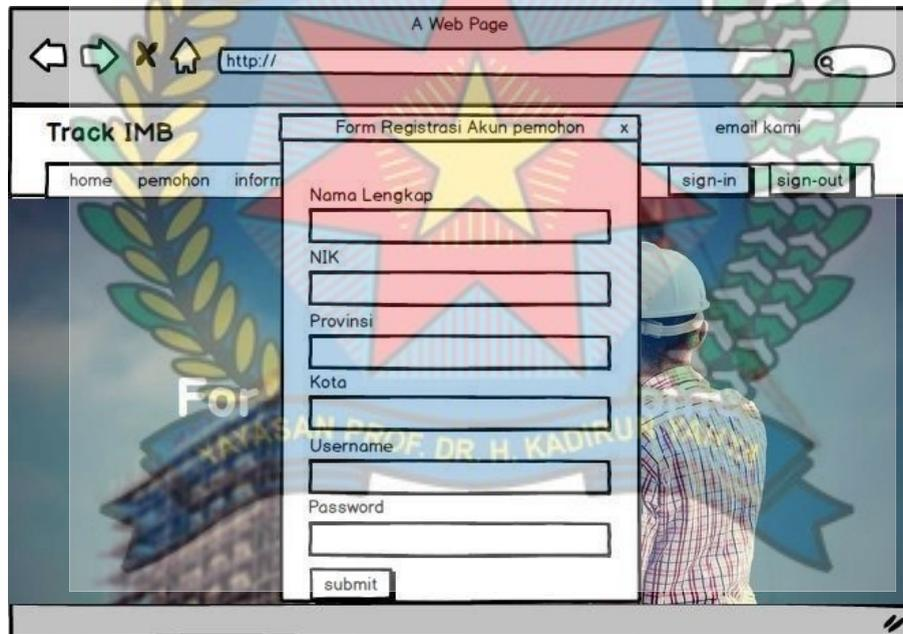 A Web Page
http://
Track IMB
Form Registrasi Akun pemohon x
email kami
home pemohon inform
sign-in sign-out
Nama Lengkap
NIK
Provinsi
Kota
For
YAYASAN PROF. DR. H. KADIRUN YAHYA
Username
Password
submit